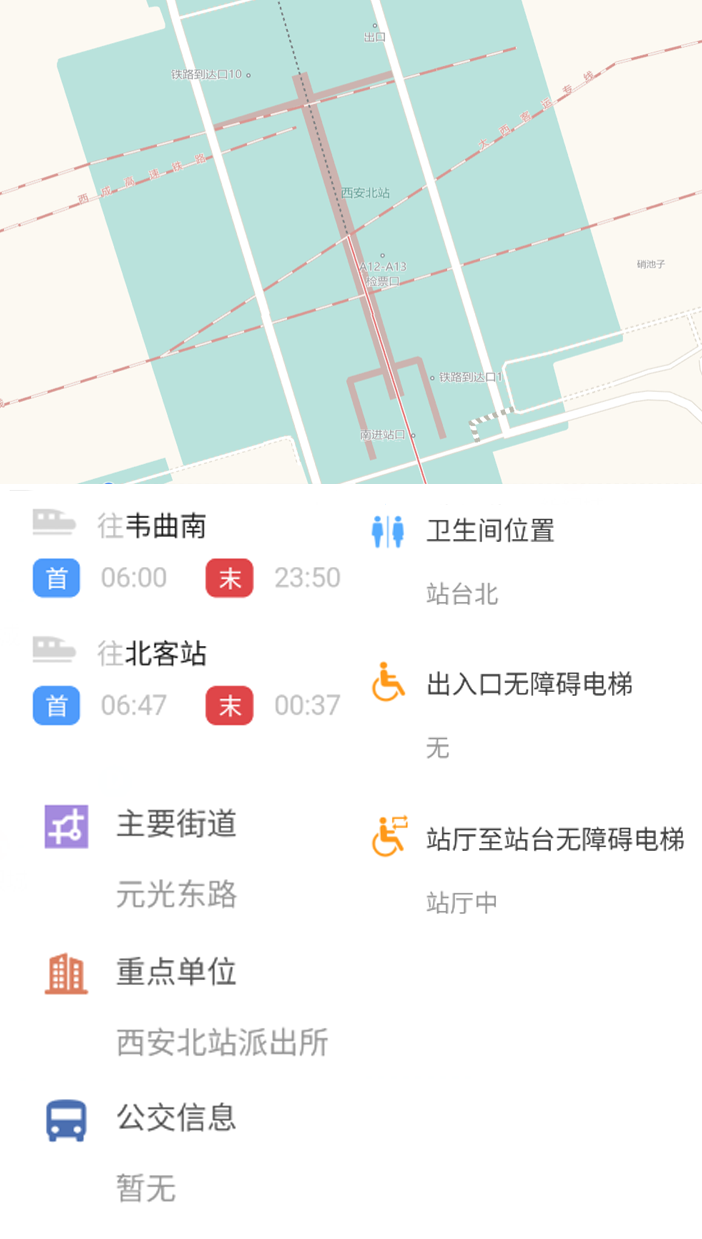 出口
铁路到达口10
大西客运专线
西成高速铁路
西安北站
A12-A13
检票口
硝池子
铁路到达口1
南进站口
往韦曲南
首 06:00 末 23:50
往北客站
首 06:47 末 00:37
主要街道
元光东路
重点单位
西安北站派出所
公交信息
暂无
卫生间位置
站台北
出入口无障碍电梯
无
站厅至站台无障碍电梯
站厅中